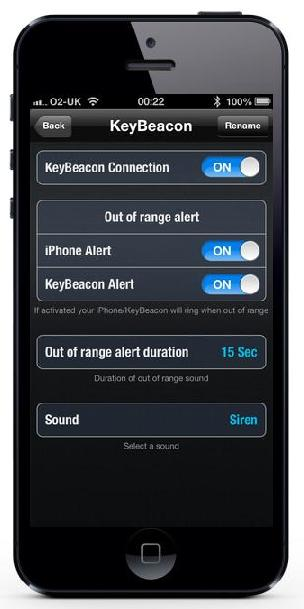 O2-UK 00:22 100%
Back KeyBeacon Rename
KeyBeacon Connection ON
Out of range alert
iPhone Alert ON
KeyBeacon Alert ON
If activated your iPhone/KeyBeacon will ring when out of range
Out of range alert duration 15 Sec
Duration of out of range sound
Sound Siren
Select a sound